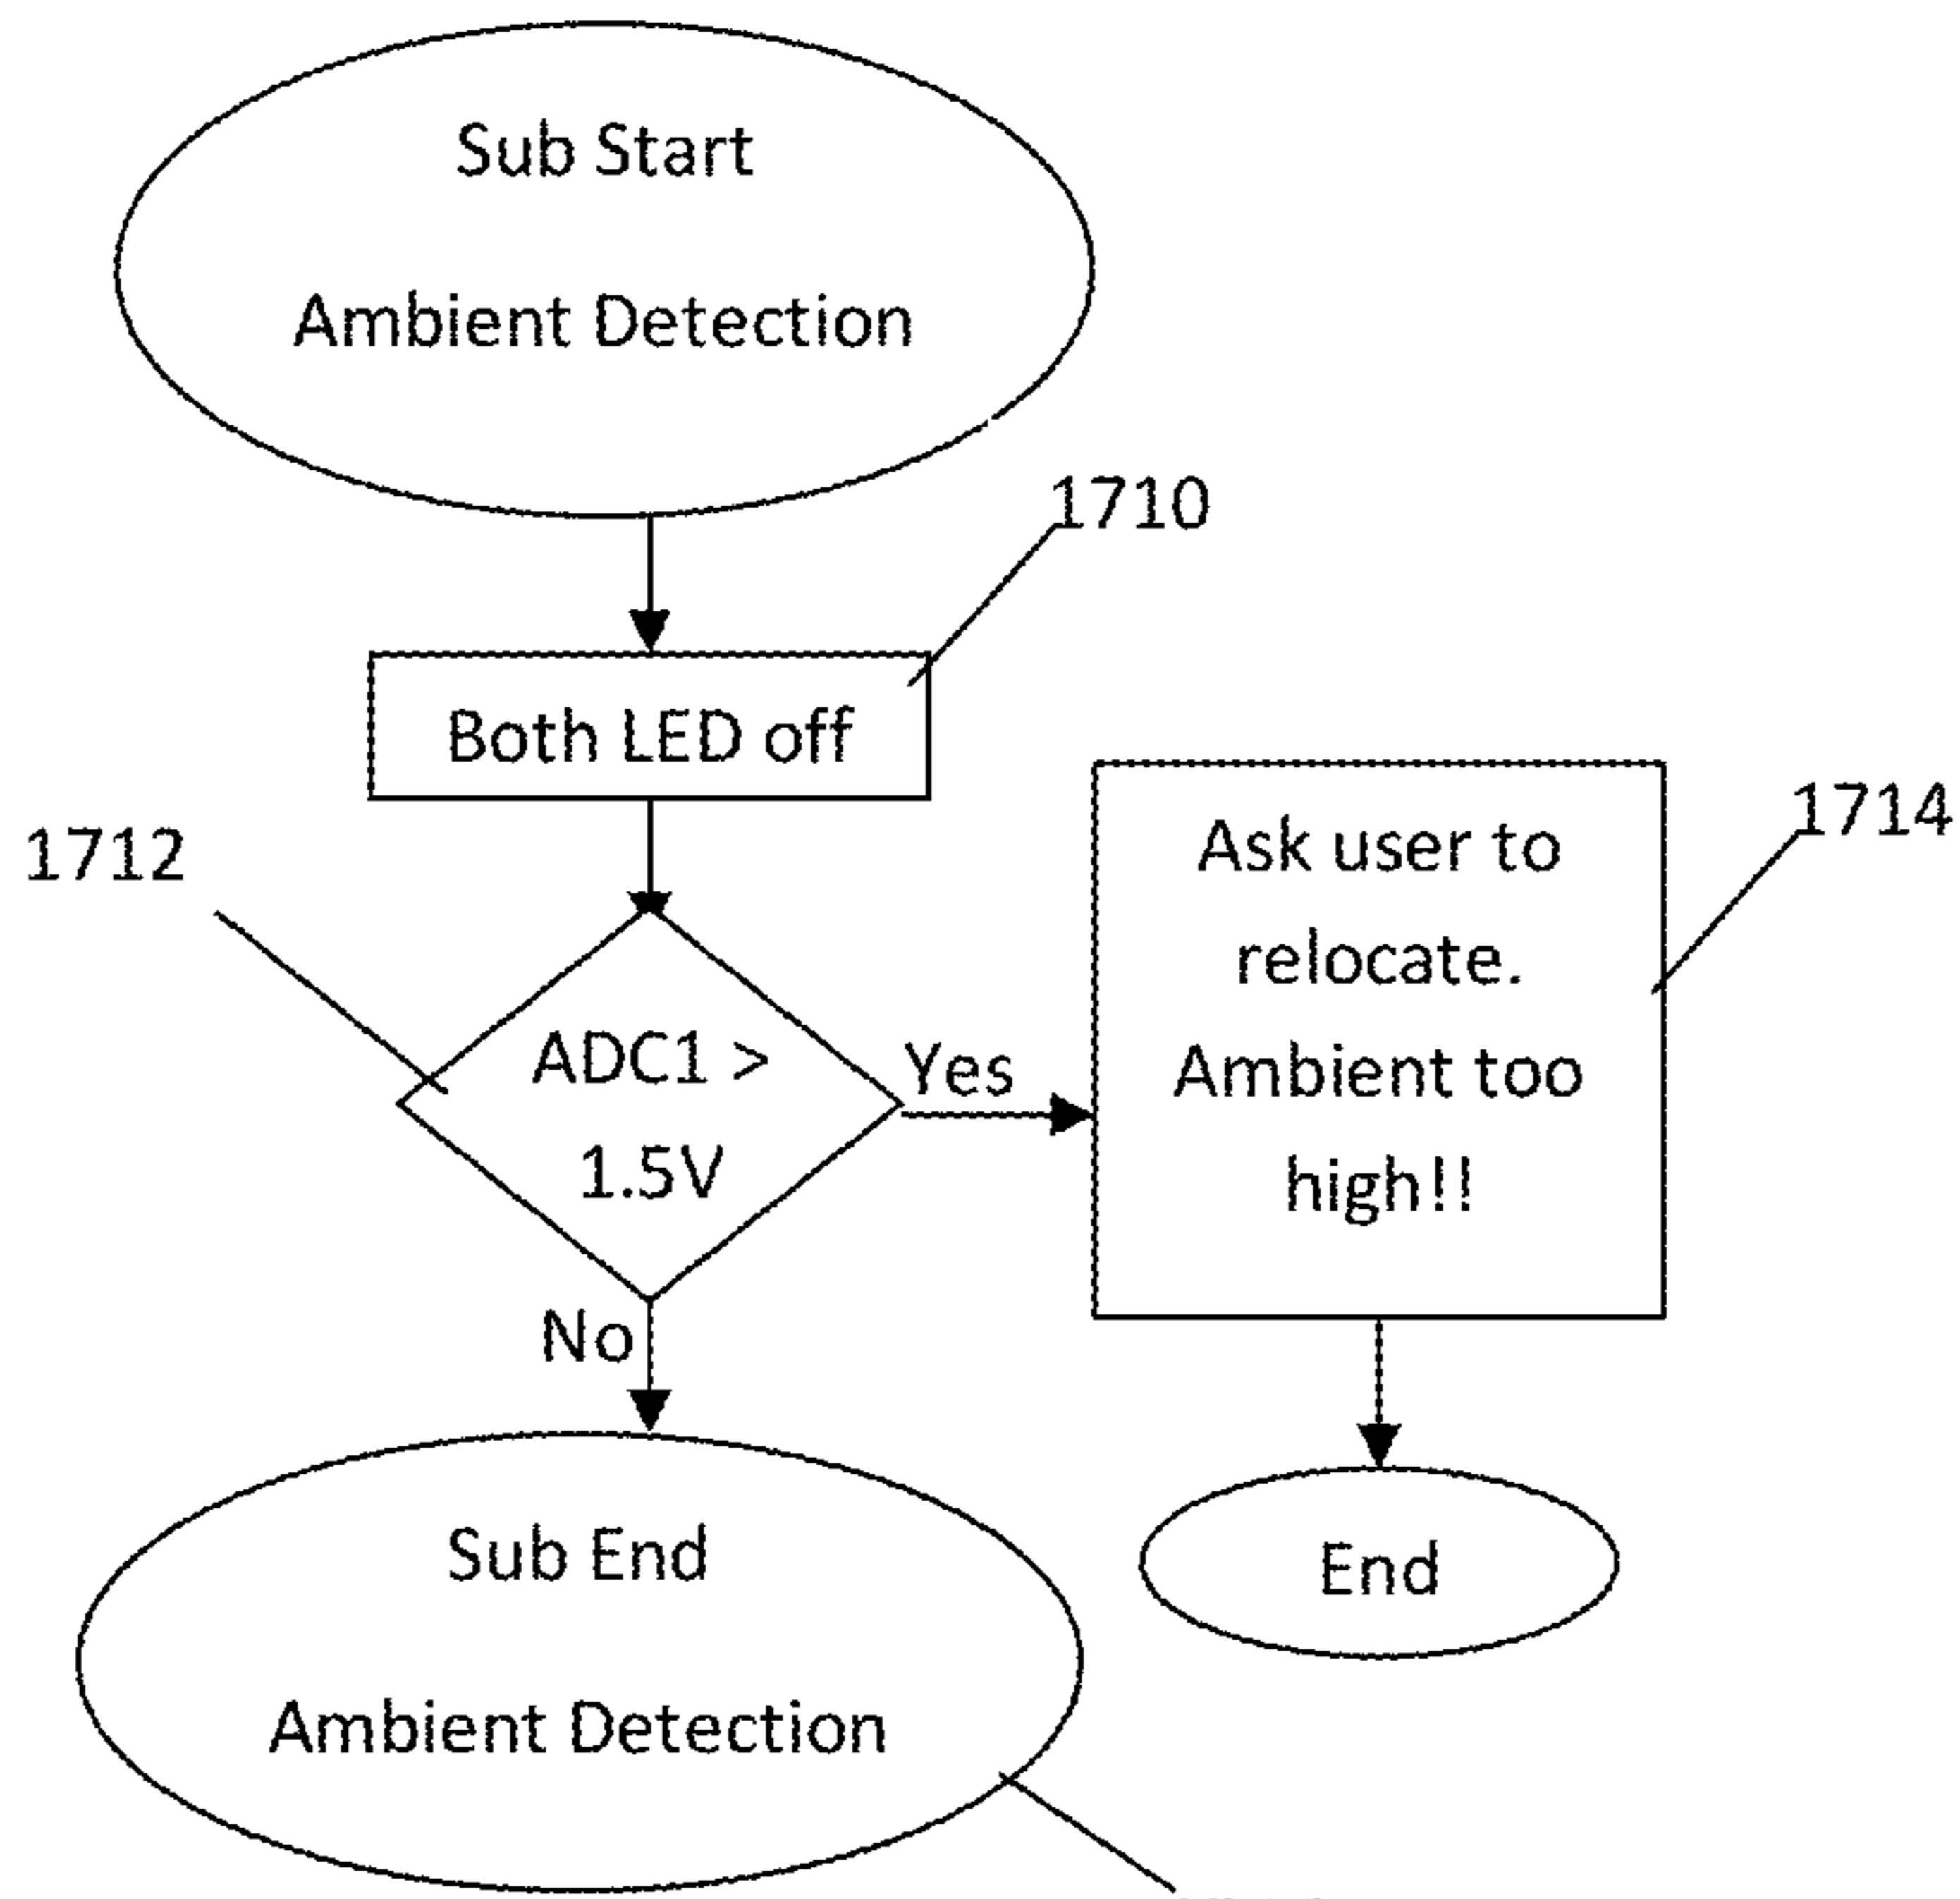 Sub Start
Ambient Detection
1710
Both LED off
1714
1712
Ask user to
relocate.
Ambient too
high!!
ADC1 >
1.5V
Yes
No
Sub End
Ambient Detection
End